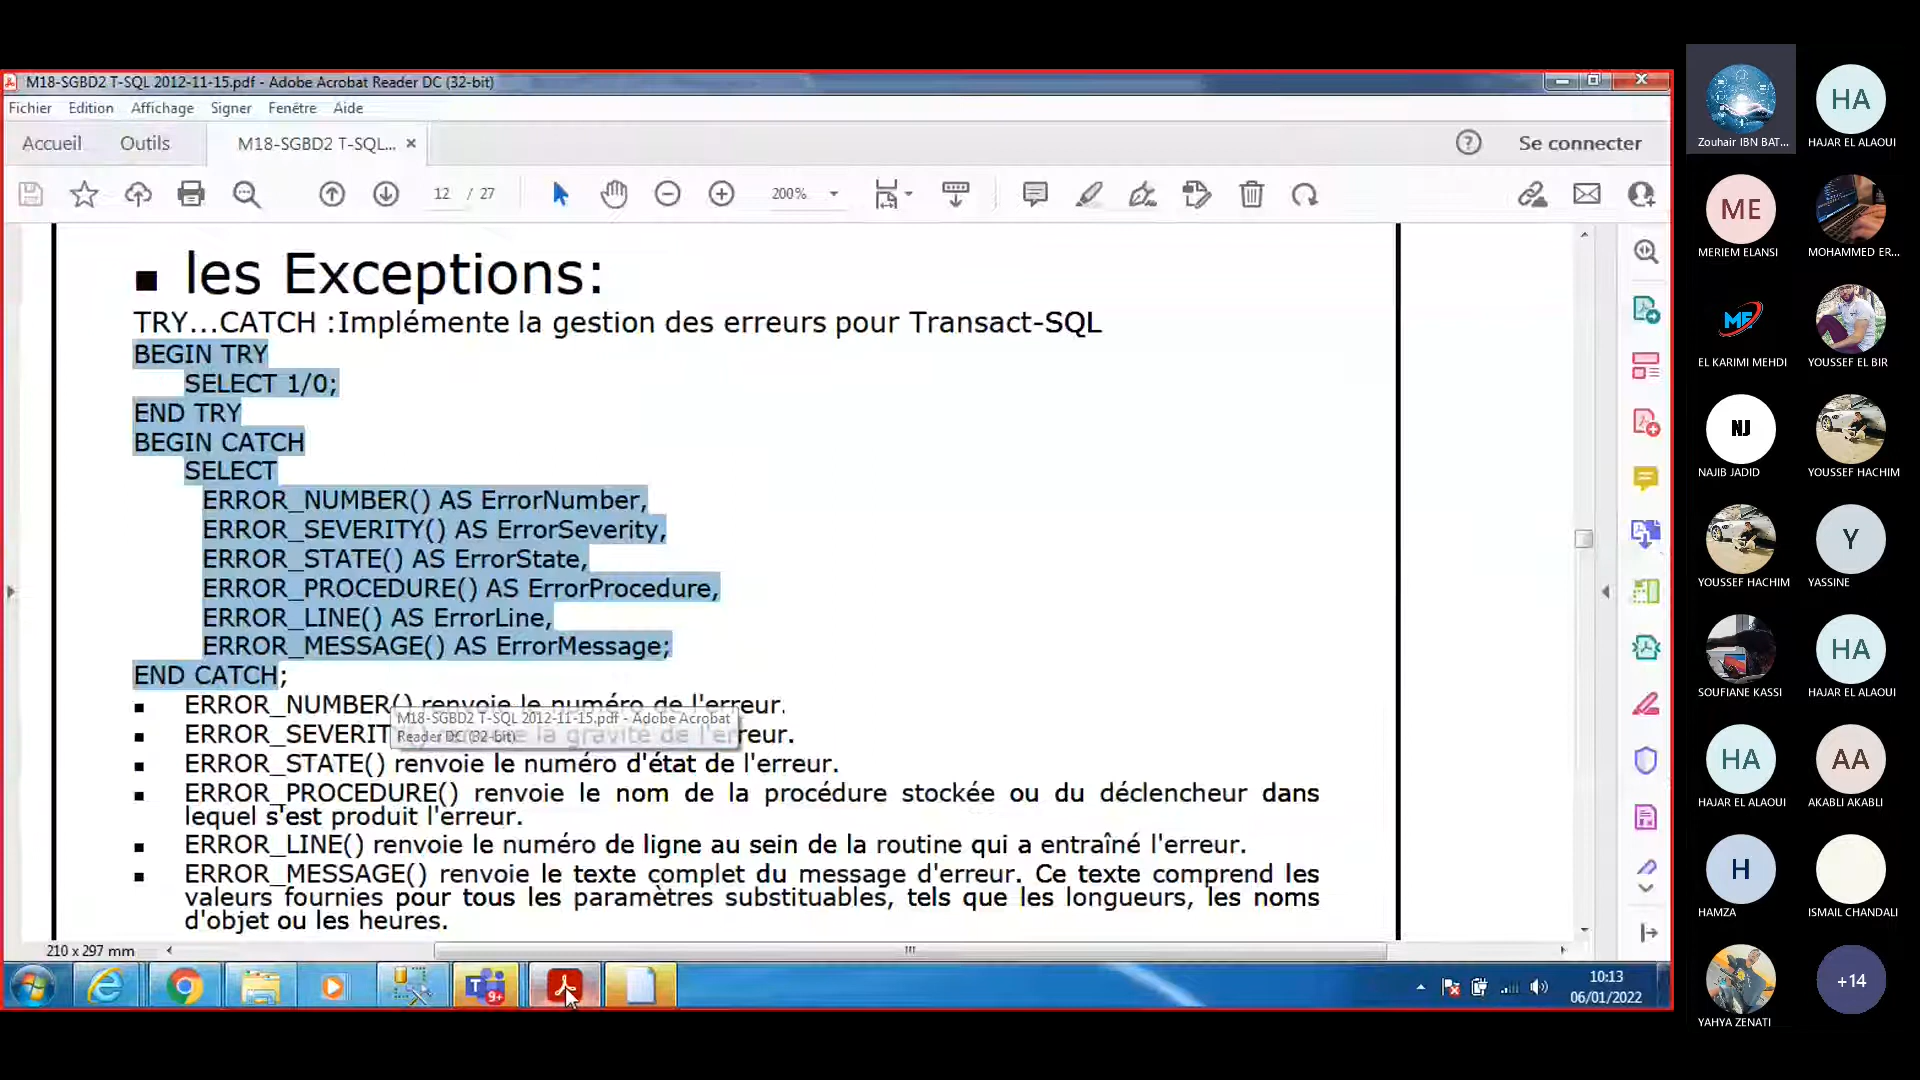 M18-SGBD2 T-SQL 2012-11-15.pdf - Adobe Acrobat Reader DC (32-bit)
Fichier Edition Affichage Signer Fenêtre Aide
Accueil Outils M18-SGBD2 T-SQL... × ? Se connecter
12 / 27 200%
les Exceptions:
TRY...CATCH :Implémente la gestion des erreurs pour Transact-SQL
BEGIN TRY
SELECT 1/0;
END TRY
BEGIN CATCH
SELECT
ERROR_NUMBER() AS ErrorNumber,
ERROR_SEVERITY() AS ErrorSeverity,
ERROR_STATE() AS ErrorState,
ERROR_PROCEDURE() AS ErrorProcedure,
ERROR_LINE() AS ErrorLine,
ERROR_MESSAGE() AS ErrorMessage;
END CATCH;
ERROR_NUMBER() renvoie le numéro de l'erreur.
M18-SGBD2 T-SQL 2012-11-15.pdf - Adobe Acrobat
Reader DC (32-bit)
ERROR_SEVERIT la gravité de l'erreur.
ERROR_STATE() renvoie le numéro d'état de l'erreur.
ERROR_PROCEDURE() renvoie le nom de la procédure stockée ou du déclencheur dans
lequel s'est produit l'erreur.
ERROR_LINE() renvoie le numéro de ligne au sein de la routine qui a entraîné l'erreur.
ERROR_MESSAGE() renvoie le texte complet du message d'erreur. Ce texte comprend les
valeurs fournies pour tous les paramètres substituables, tels que les longueurs, les noms
d'objet ou les heures.
210 x 297 mm
9+
10:13
06/01/2022
Zouhair IBN BAT...
HA
HAJAR EL ALAOUI
ME
MERIEM ELANSI
MOHAMMED ER...
ME
EL KARIMI MEHDI
YOUSSEF EL BIR
NJ
NAJIB JADID
YOUSSEF HACHIM
YOUSSEF HACHIM
Y
YASSINE
SOUFIANE KASSI
HA
HAJAR EL ALAOUI
HA
HAJAR EL ALAOUI
AA
AKABLI AKABLI
H
HAMZA
ISMAIL CHANDALI
YAHYA ZENATI
+14